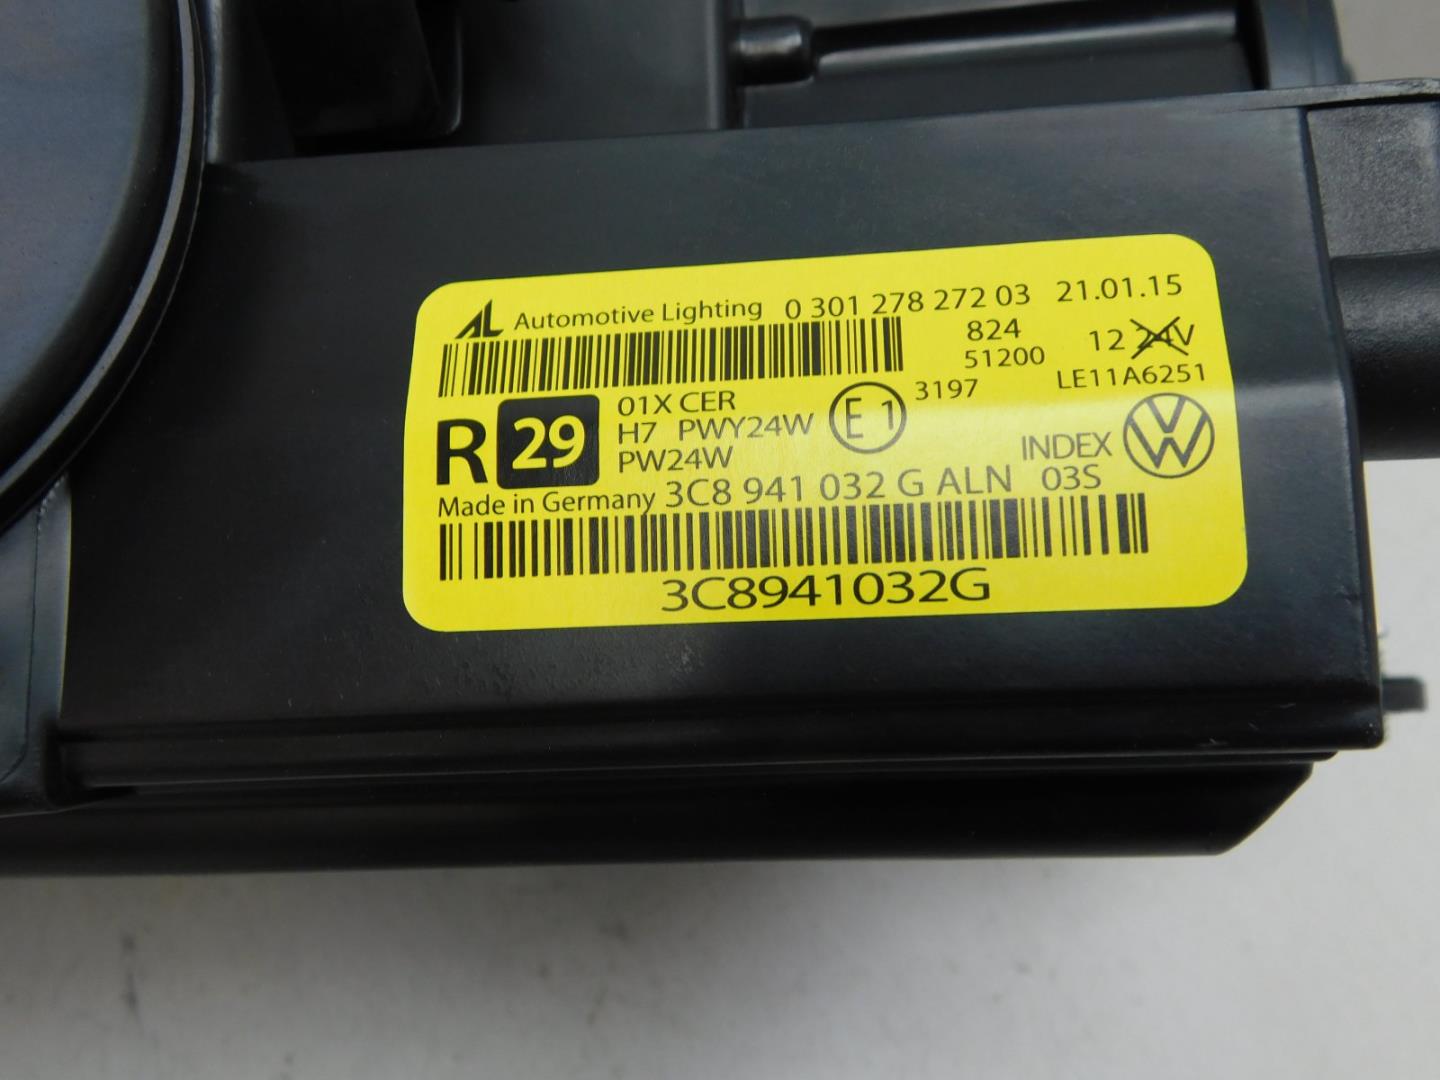 AL Automotive Lighting 0 301 278 272 03 21.01.15
824 12 24V
51200
LE11A6251
R 29 01X CER E1 3197
H7 PWY24W
PW24W
INDEX VW
Made in Germany 3C8 941 032 G ALN 03S
3C8941032G